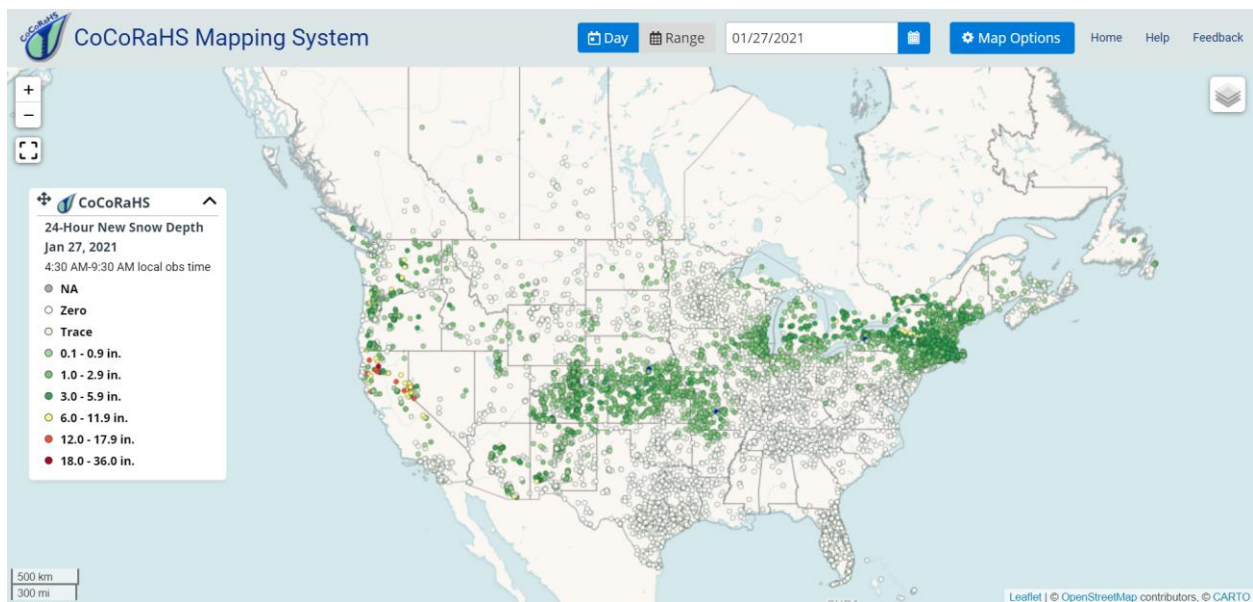 CoCoRaHS
CoCoRaHS Mapping System
Day
Range
01/27/2021
Map Options
Home
Help
Feedback
+
−
CoCoRaHS
24-Hour New Snow Depth
Jan 27, 2021
4:30 AM-9:30 AM local obs time
NA
Zero
Trace
0.1 - 0.9 in.
1.0 - 2.9 in.
3.0 - 5.9 in.
6.0 - 11.9 in.
12.0 - 17.9 in.
18.0 - 36.0 in.
500 km
300 mi
Leaflet | © OpenStreetMap contributors, © CARTO